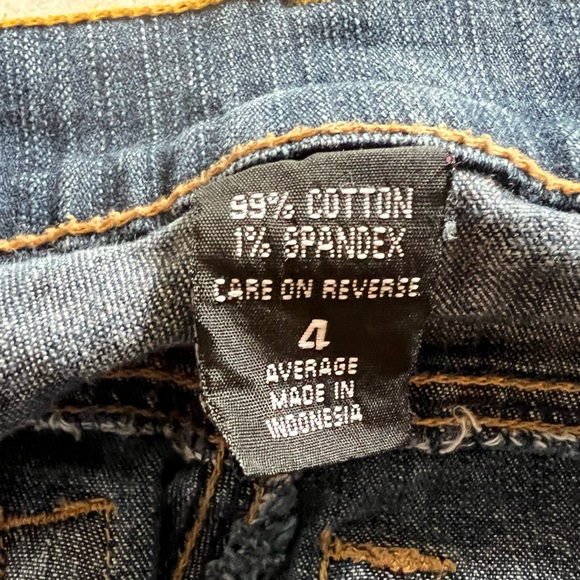 99% COTTON
1% SPANDEX
CARE ON REVERSE
4
AVERAGE
MADE IN
INDONESIA